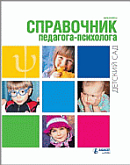 СПРАВОЧНИК
педагога-психолога
ДЕТСКИЙ САД